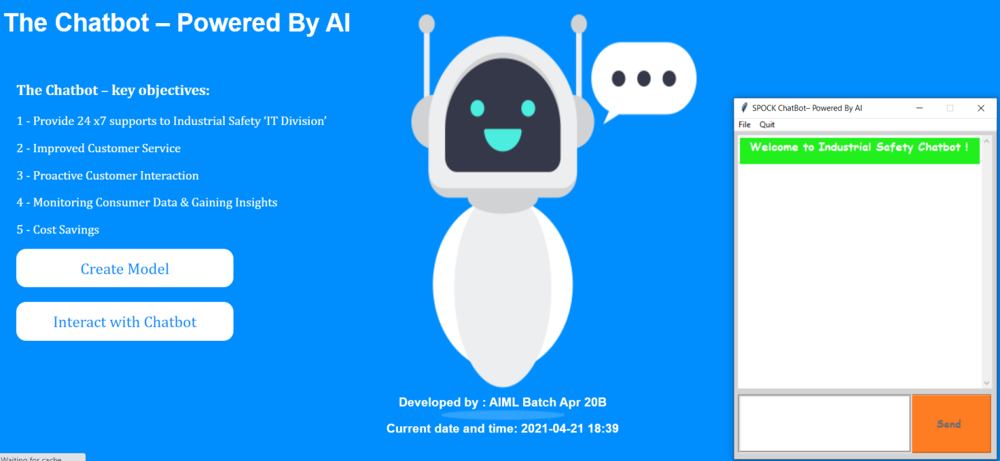 The Chatbot – Powered By AI
The Chatbot – key objectives:
1 - Provide 24 x7 supports to Industrial Safety ‘IT Division’
2 - Improved Customer Service
3 - Proactive Customer Interaction
4 - Monitoring Consumer Data & Gaining Insights
5 - Cost Savings
Create Model
Interact with Chatbot
Developed by : AIML Batch Apr 20B
Current date and time: 2021-04-21 18:39
SPOCK ChatBot– Powered By AI
File Quit
Welcome to Industrial Safety Chatbot !
Send
Waiting for cache